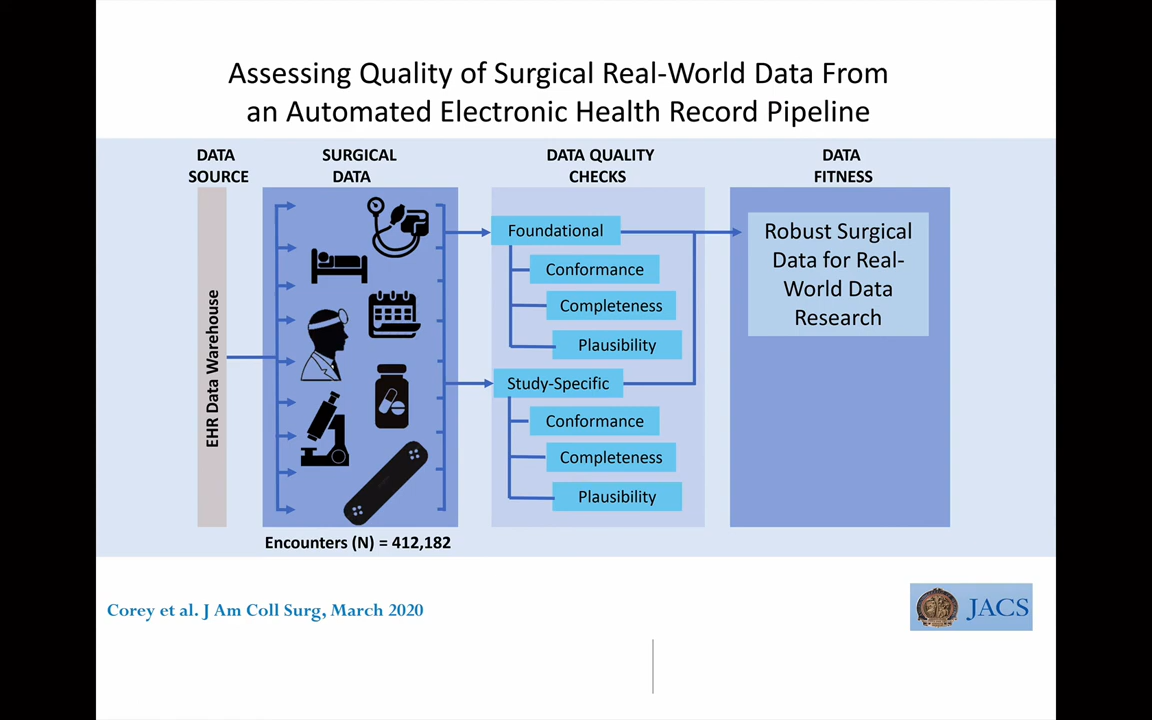 Assessing Quality of Surgical Real-World Data From
an Automated Electronic Health Record Pipeline
DATA
SOURCE
SURGICAL
DATA
DATA QUALITY
CHECKS
DATA
FITNESS
EHR Data Warehouse
Foundational
Conformance
Completeness
Plausibility
Study-Specific
Conformance
Completeness
Plausibility
Robust Surgical
Data for Real-
World Data
Research
Encounters (N) = 412,182
Corey et al. J Am Coll Surg, March 2020
JACS